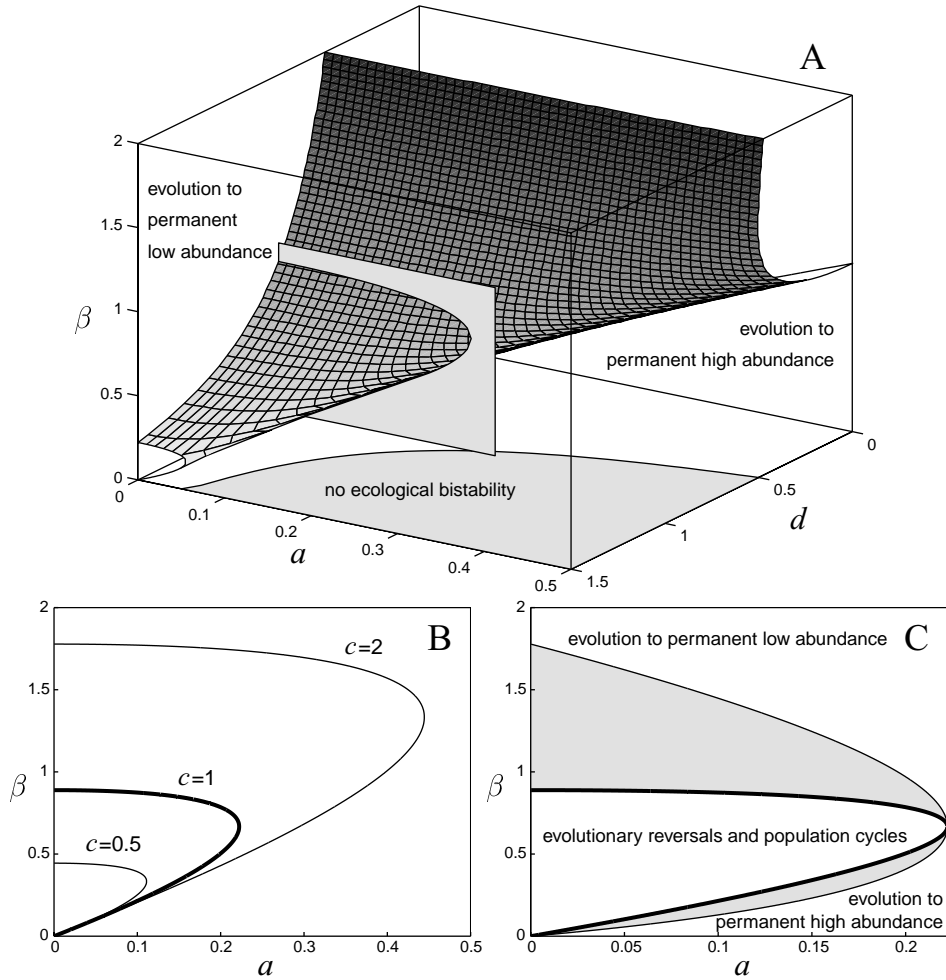 A
2
1.5
1
0.5
0
β
evolution to
permanent
low abundance
evolution to
permanent high abundance
no ecological bistability
0
0.1
0.2
0.3
0.4
0.5
a
1.5
1
0.5
0
d
B
2
1.5
1
0.5
0
β
c=2
c=1
c=0.5
0
0.1
0.2
0.3
0.4
0.5
a
C
2
1.5
1
0.5
0
β
evolution to permanent low abundance
evolutionary reversals and population cycles
evolution to
permanent high abundance
0
0.05
0.1
0.15
0.2
a